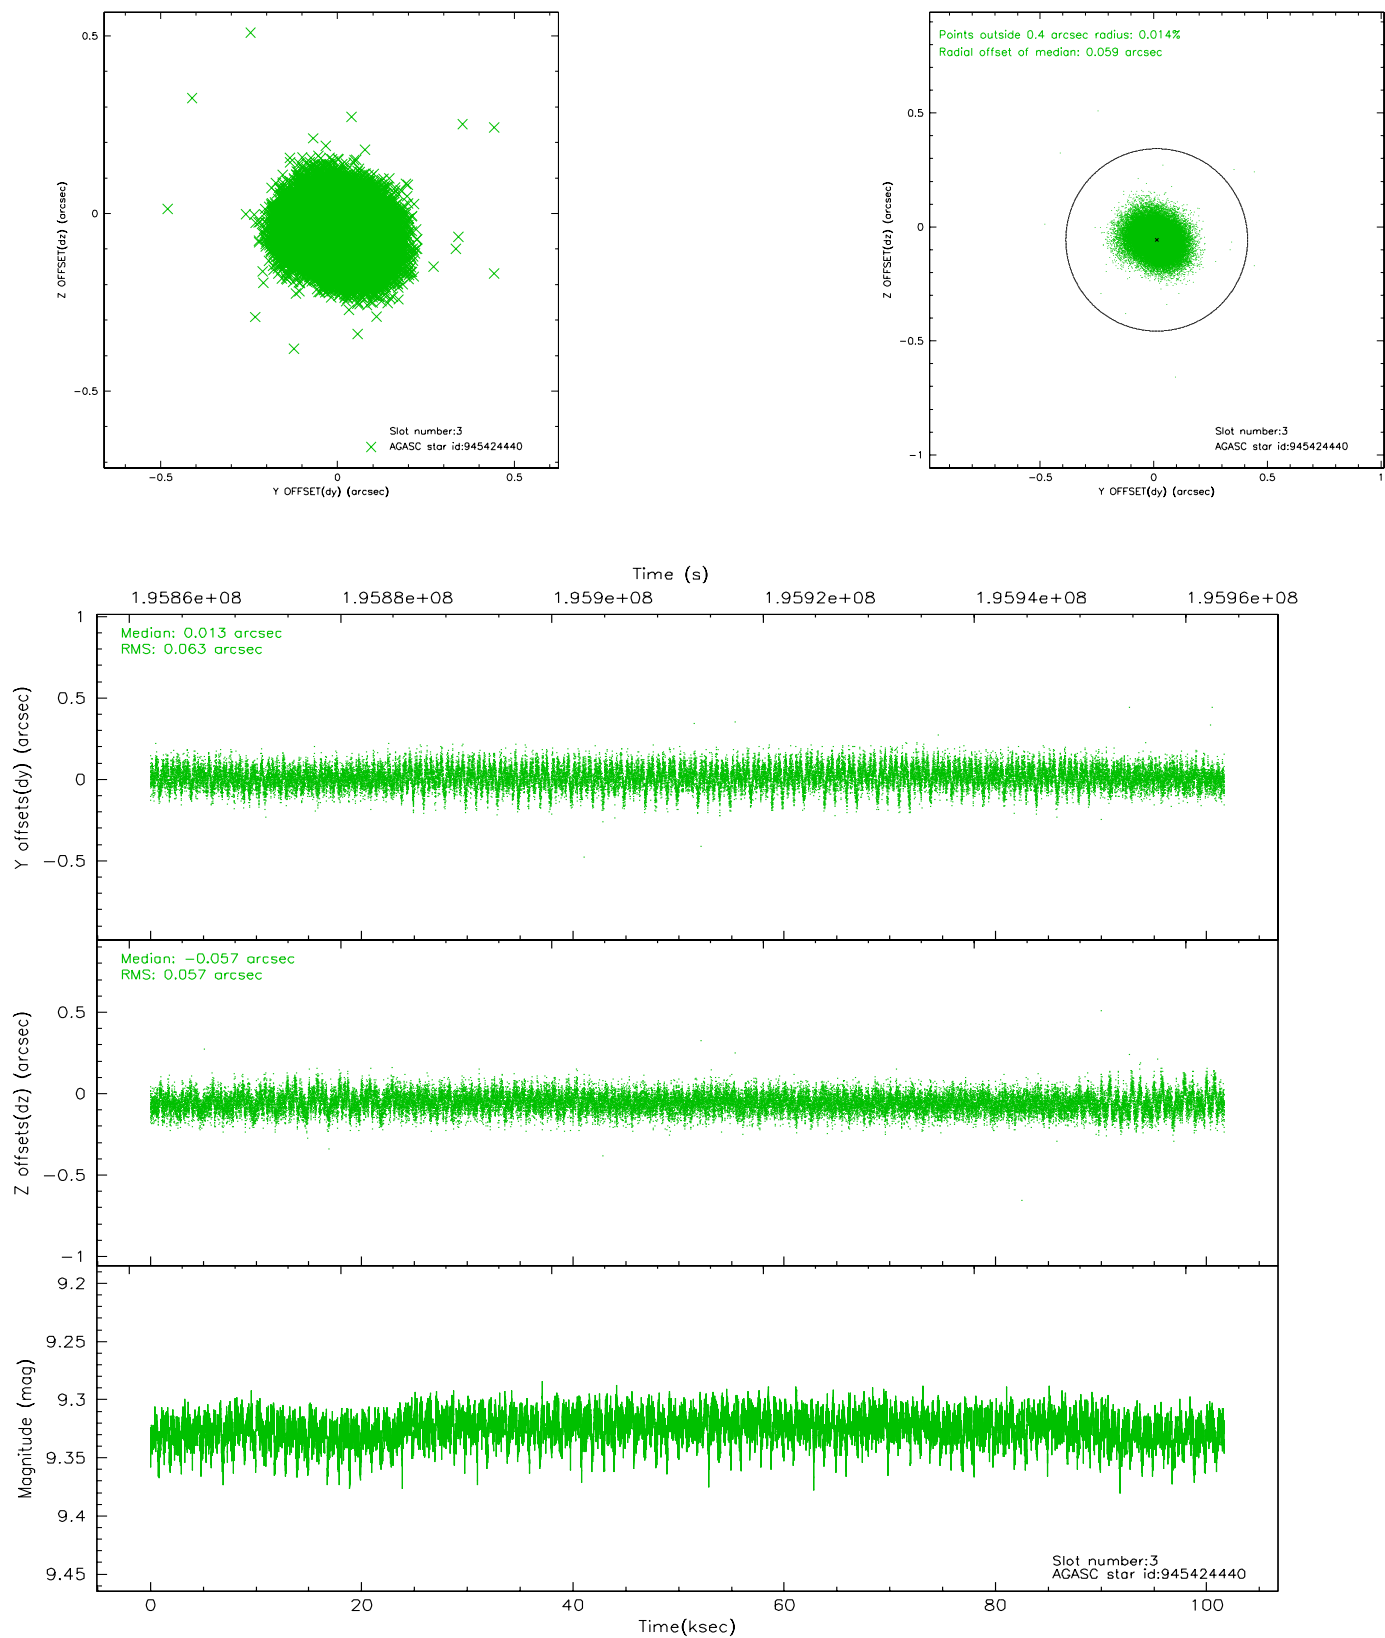 0.5
0
−0.5
Z OFFSET(dz) (arcsec)
Slot number:3
AGASC star id:945424440
−0.5
0
0.5
Y OFFSET(dy) (arcsec)
Points outside 0.4 arcsec radius: 0.014%
Radial offset of median: 0.059 arcsec
0.5
0
−0.5
−1
Z OFFSET(dz) (arcsec)
Slot number:3
AGASC star id:945424440
−0.5
0
0.5
1
Y OFFSET(dy) (arcsec)
Time (s)
1.9586e+08
1.9588e+08
1.959e+08
1.9592e+08
1.9594e+08
1.9596e+08
Median: 0.013 arcsec
RMS: 0.063 arcsec
1
0.5
0
−0.5
Y offsets(dy) (arcsec)
Median: −0.057 arcsec
RMS: 0.057 arcsec
0.5
0
−0.5
−1
Z offsets(dz) (arcsec)
9.2
9.25
9.3
9.35
9.4
9.45
Magnitude (mag)
Slot number:3
AGASC star id:945424440
0
20
40
60
80
100
Time(ksec)